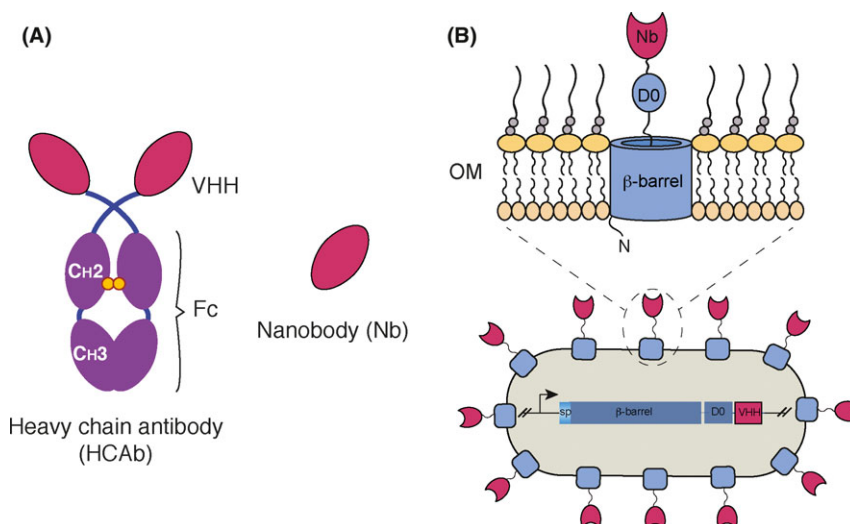 (A)
VHH
CH2
Fc
CH3
Nanobody (Nb)
Heavy chain antibody
(HCAb)
(B)
Nb
D0
OM
β-barrel
N
sp
β-barrel
D0
VHH